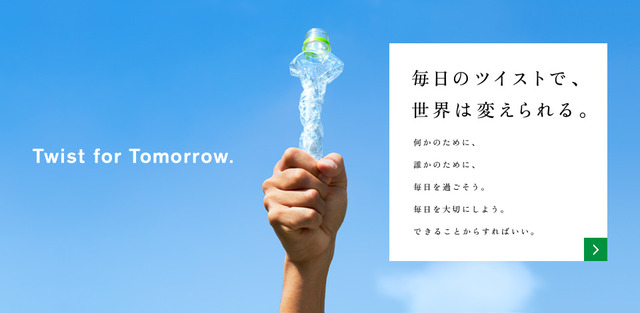 Twist for Tomorrow.
毎日のツイストで、
世界は変えられる。
何かのために、
誰かのために、
毎日を過ごそう。
毎日を大切にしよう。
できることからすればいい。